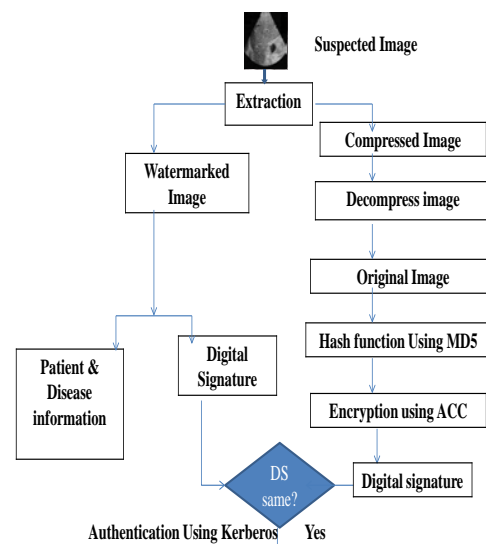 Suspected Image
Extraction
Compressed Image
Watermarked
Image
Decompress image
Original Image
Hash function Using MD5
Patient &
Disease
information
Digital
Signature
Encryption using ACC
DS
same?
Digital signature
Authentication Using Kerberos
Yes